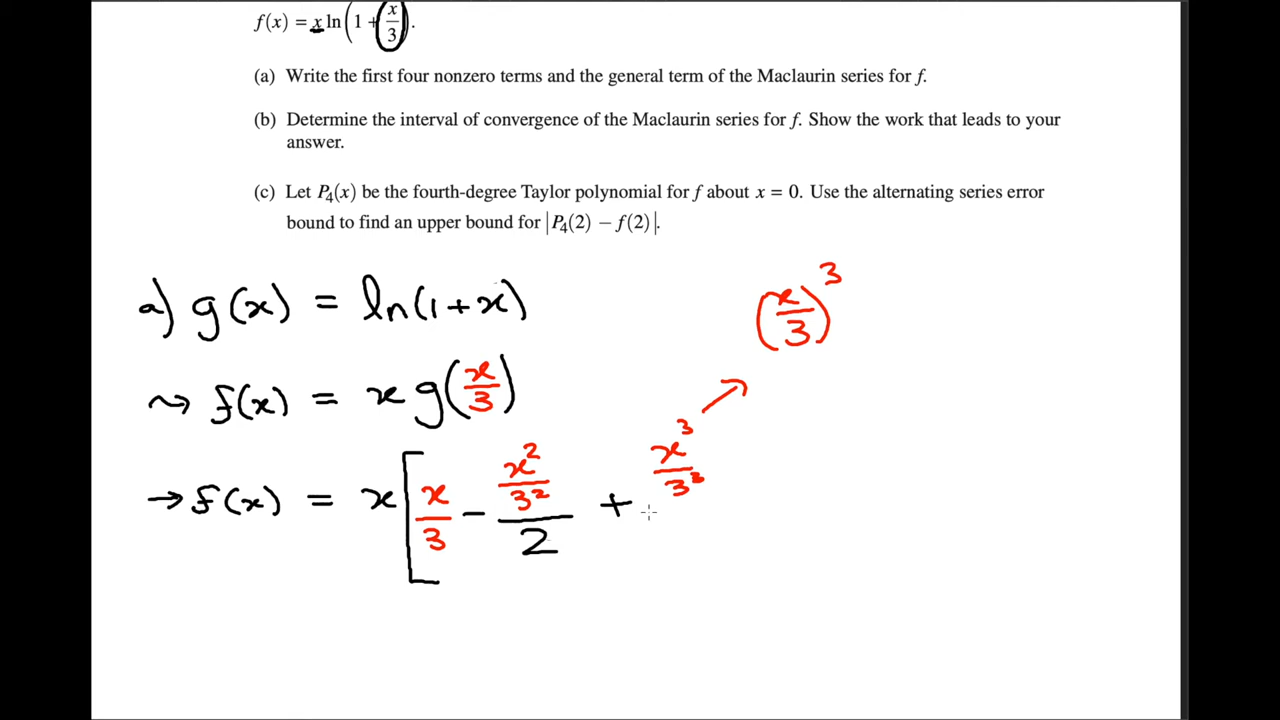 f(x) = x ln(1 + x/3).
(a) Write the first four nonzero terms and the general term of the Maclaurin series for f.
(b) Determine the interval of convergence of the Maclaurin series for f. Show the work that leads to your
answer.
(c) Let P₄(x) be the fourth-degree Taylor polynomial for f about x = 0. Use the alternating series error
bound to find an upper bound for |P₄(2) − f(2)|.
a) g(x) = ln(1+x)
(x/3)³
⇝ f(x) = x g(x/3)
→ f(x) = x[x/3 − (x²/3²)/2 + x³/3³